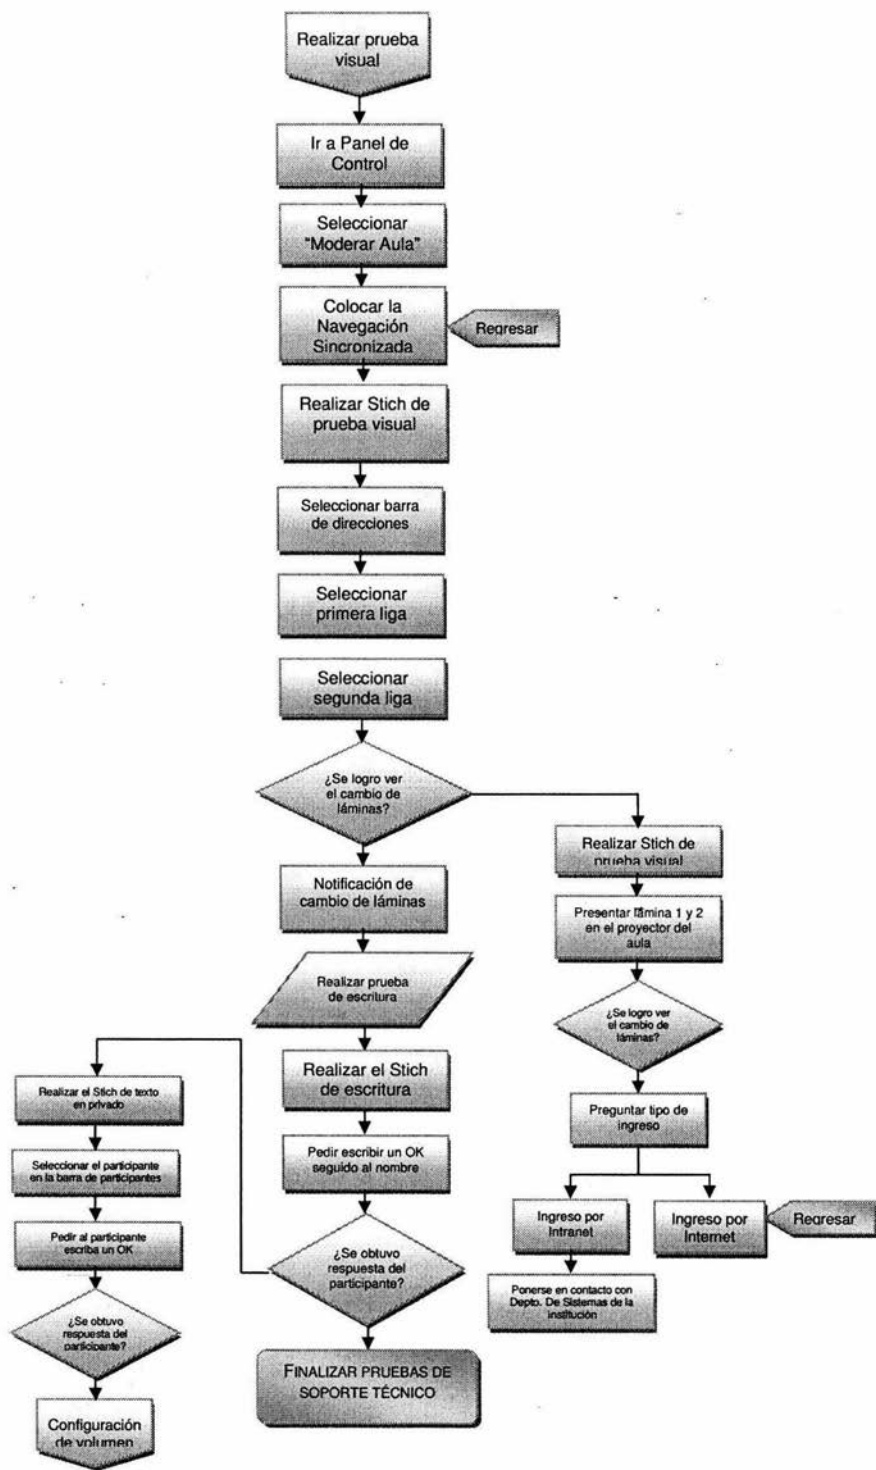 Realizar prueba
visual
Ir a Panel de
Control
Seleccionar
"Moderar Aula"
Colocar la
Navegación
Sincronizada
Regresar
Realizar Stich de
prueba visual
Seleccionar barra
de direcciones
Seleccionar
primera liga
Seleccionar
segunda liga
¿Se logro ver
el cambio de
láminas?
Notificación de
cambio de láminas
Realizar prueba
de escritura
Realizar el Stich
de escritura
Pedir escribir un OK
seguido al nombre
¿Se obtuvo
respuesta del
participante?
FINALIZAR PRUEBAS DE
SOPORTE TÉCNICO
Realizar Stich de
prueba visual
Presentar lámina 1 y 2
en el proyector del
aula
¿Se logro ver
el cambio de
láminas?
Preguntar tipo de
ingreso
Ingreso por
Intranet
Ponerse en contacto con
Depto. De Sistemas de la
institución
Ingreso por
Internet
Regresar
Realizar el Stich de texto
en privado
Seleccionar el participante
en la barra de participantes
Pedir al participante
escriba un OK
¿Se obtuvo
respuesta del
participante?
Configuración
de volumen